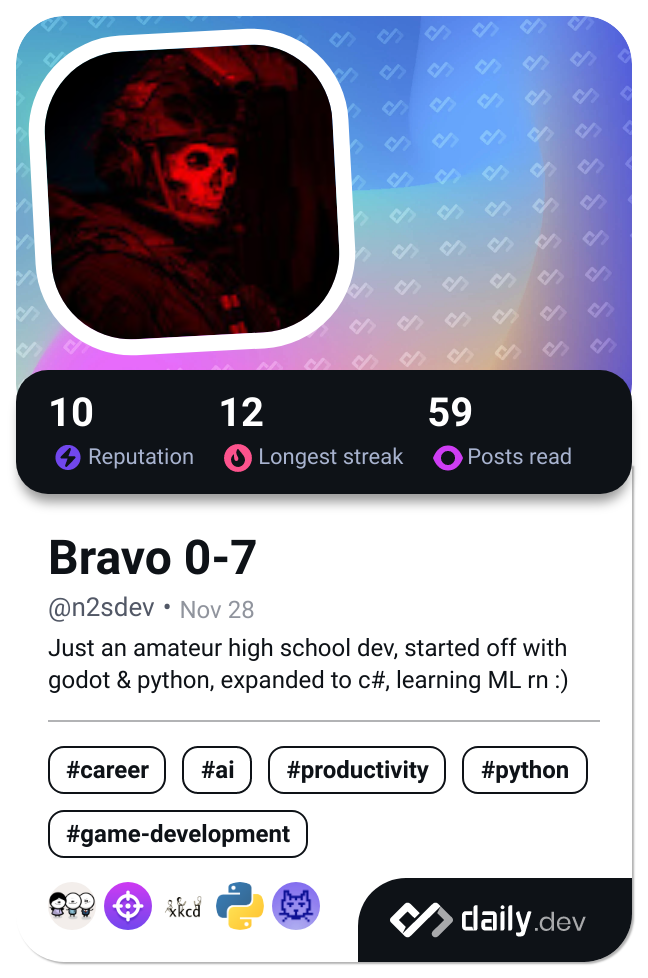 10 12 59
Reputation Longest streak Posts read
Bravo 0-7
@n2sdev • Nov 28
Just an amateur high school dev, started off with
godot & python, expanded to c#, learning ML rn :)
#career #ai #productivity #python
#game-development
xkcd
daily.dev